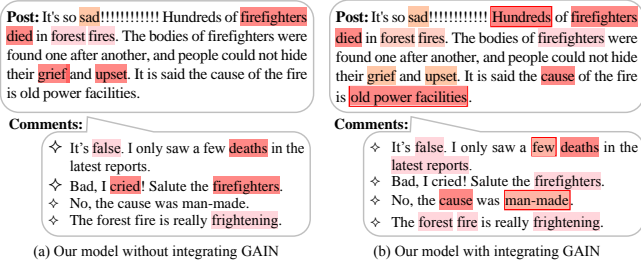 Post: It's so sad!!!!!!!!!!!! Hundreds of firefighters
died in forest fires. The bodies of firefighters were
found one after another, and people could not hide
their grief and upset. It is said the cause of the fire
is old power facilities.
Comments:
It's false. I only saw a few deaths in the
latest reports.
Bad, I cried! Salute the firefighters.
No, the cause was man-made.
The forest fire is really frightening.
(a) Our model without integrating GAIN
Post: It's so sad!!!!!!!!!!!! Hundreds of firefighters
died in forest fires. The bodies of firefighters were
found one after another, and people could not hide
their grief and upset. It is said the cause of the fire
is old power facilities.
Comments:
It's false. I only saw a few deaths in the
latest reports.
Bad, I cried! Salute the firefighters.
No, the cause was man-made.
The forest fire is really frightening.
(b) Our model with integrating GAIN